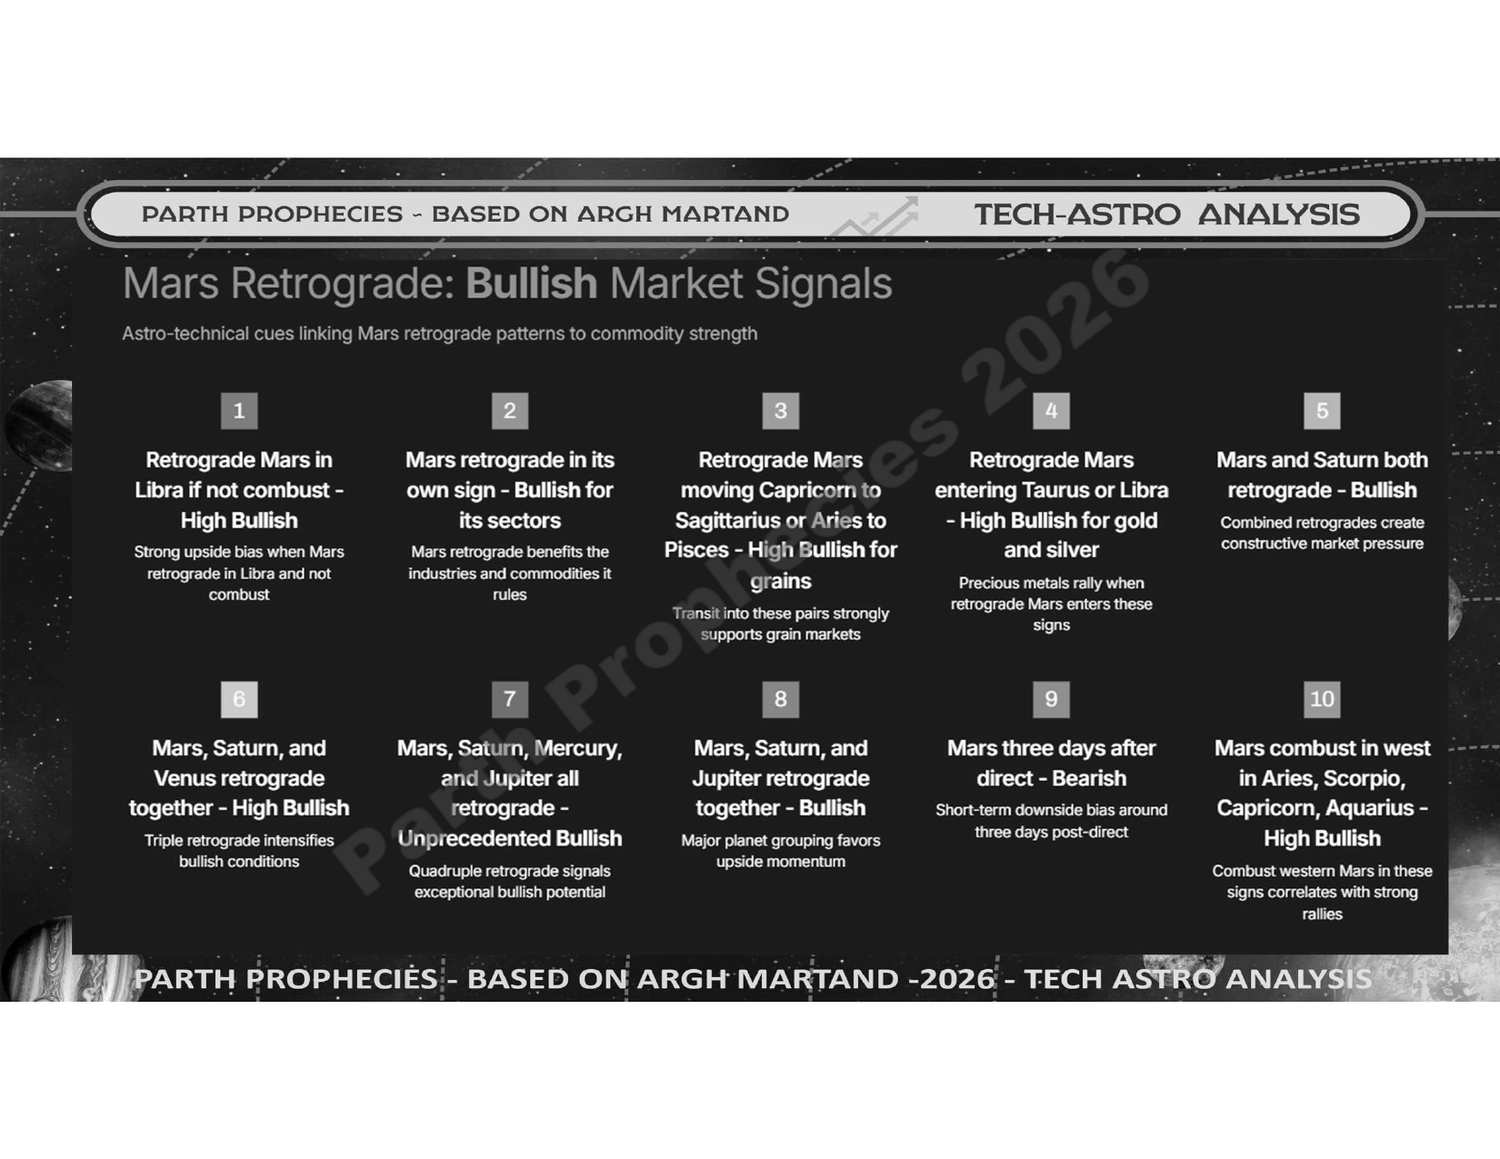 PARTH PROPHECIES - BASED ON ARGH MARTAND
TECH-ASTRO ANALYSIS
Mars Retrograde: Bullish Market Signals
Astro-technical cues linking Mars retrograde patterns to commodity strength
1
Retrograde Mars in
Libra if not combust -
High Bullish
Strong upside bias when Mars
retrograde in Libra and not
combust
2
Mars retrograde in its
own sign - Bullish for
its sectors
Mars retrograde benefits the
industries and commodities it
rules
3
Retrograde Mars
moving Capricorn to
Sagittarius or Aries to
Pisces - High Bullish for
grains
Transit into these pairs strongly
supports grain markets
4
Retrograde Mars
entering Taurus or Libra
- High Bullish for gold
and silver
Precious metals rally when
retrograde Mars enters these
signs
5
Mars and Saturn both
retrograde - Bullish
Combined retrogrades create
constructive market pressure
6
Mars, Saturn, and
Venus retrograde
together - High Bullish
Triple retrograde intensifies
bullish conditions
7
Mars, Saturn, Mercury,
and Jupiter all
retrograde -
Unprecedented Bullish
Quadruple retrograde signals
exceptional bullish potential
8
Mars, Saturn, and
Jupiter retrograde
together - Bullish
Major planet grouping favors
upside momentum
9
Mars three days after
direct - Bearish
Short-term downside bias around
three days post-direct
10
Mars combust in west
in Aries, Scorpio,
Capricorn, Aquarius -
High Bullish
Combust western Mars in these
signs correlates with strong
rallies
Parth Prophecies 2026
PARTH PROPHECIES - BASED ON ARGH MARTAND -2026 - TECH ASTRO ANALYSIS